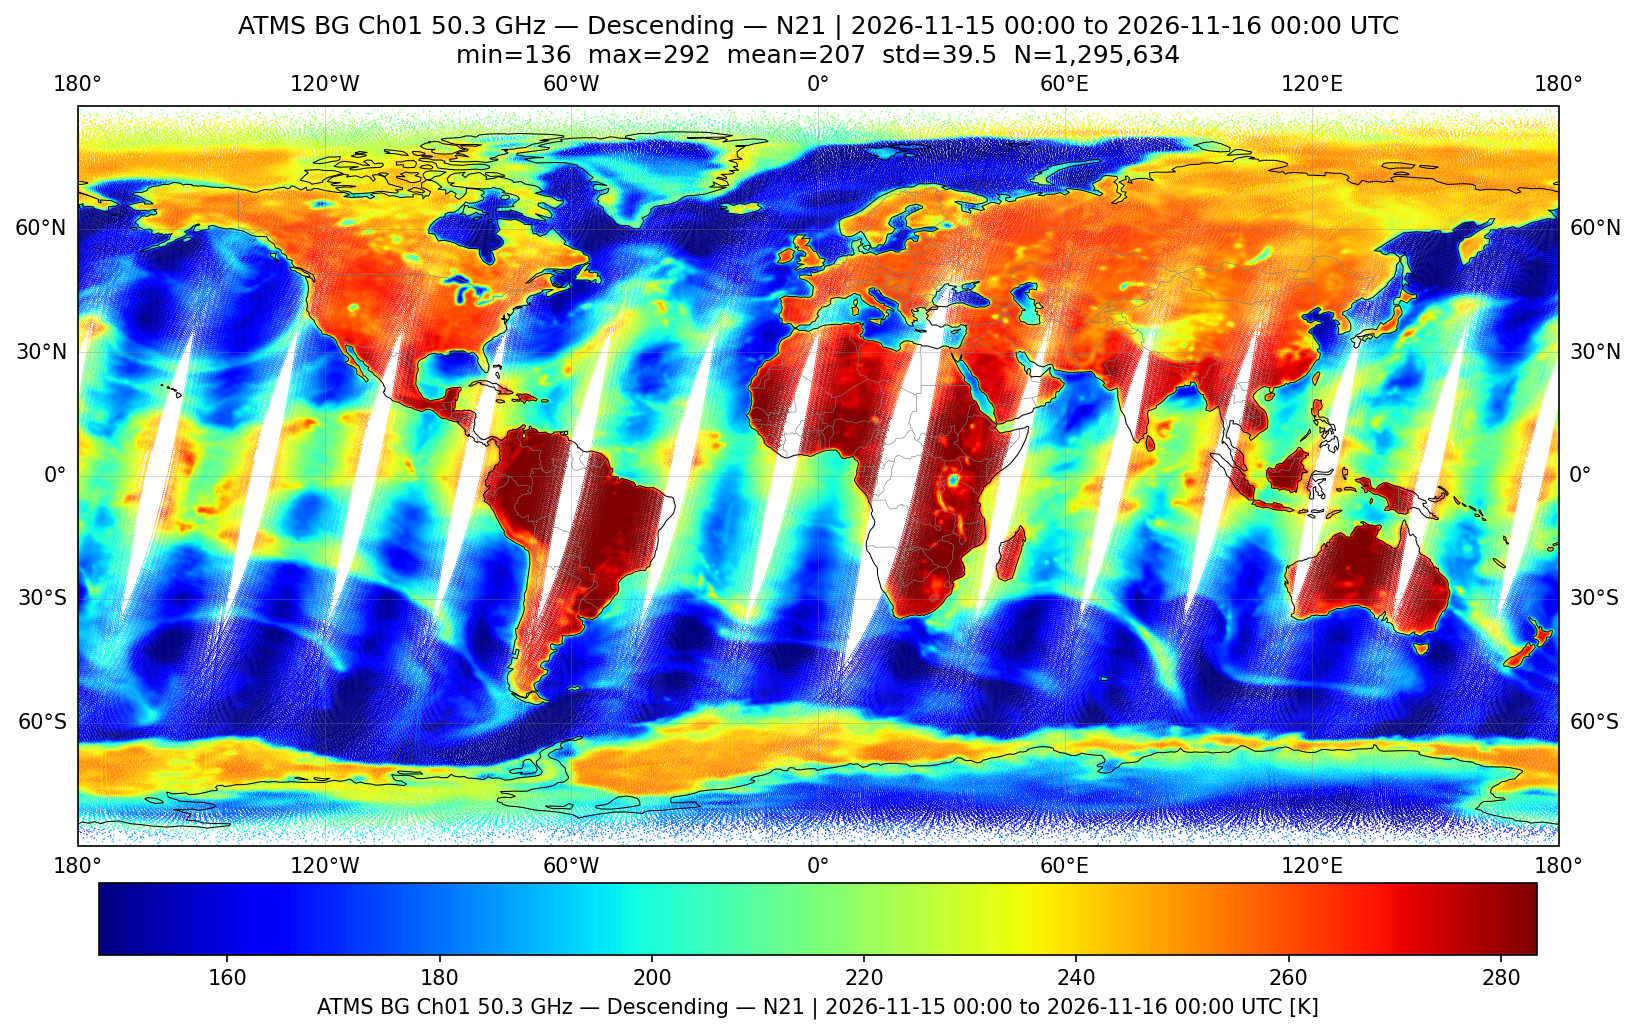 ATMS BG Ch01 50.3 GHz — Descending — N21 | 2026-11-15 00:00 to 2026-11-16 00:00 UTC
min=136 max=292 mean=207 std=39.5 N=1,295,634
180° 120°W 60°W 0° 60°E 120°E 180°
60°N 60°N
30°N 30°N
0° 0°
30°S 30°S
60°S 60°S
180° 120°W 60°W 0° 60°E 120°E 180°
160 180 200 220 240 260 280
ATMS BG Ch01 50.3 GHz — Descending — N21 | 2026-11-15 00:00 to 2026-11-16 00:00 UTC [K]